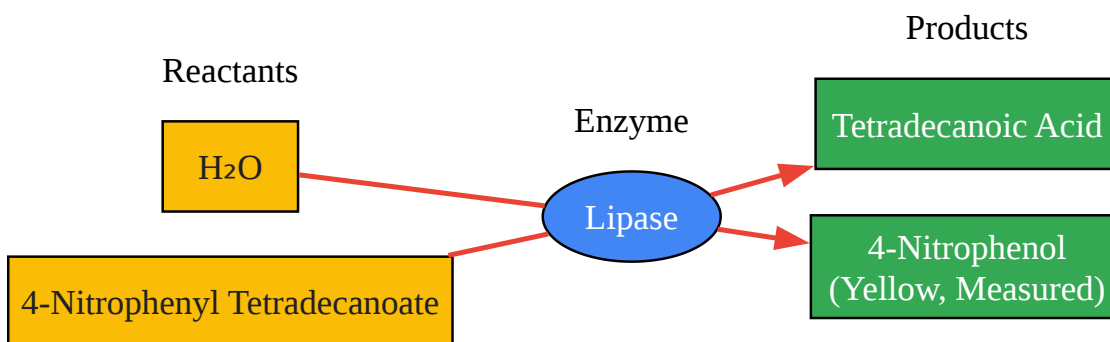 Reactants
H₂O
4-Nitrophenyl Tetradecanoate
Enzyme
Lipase
Products
Tetradecanoic Acid
4-Nitrophenol
(Yellow, Measured)